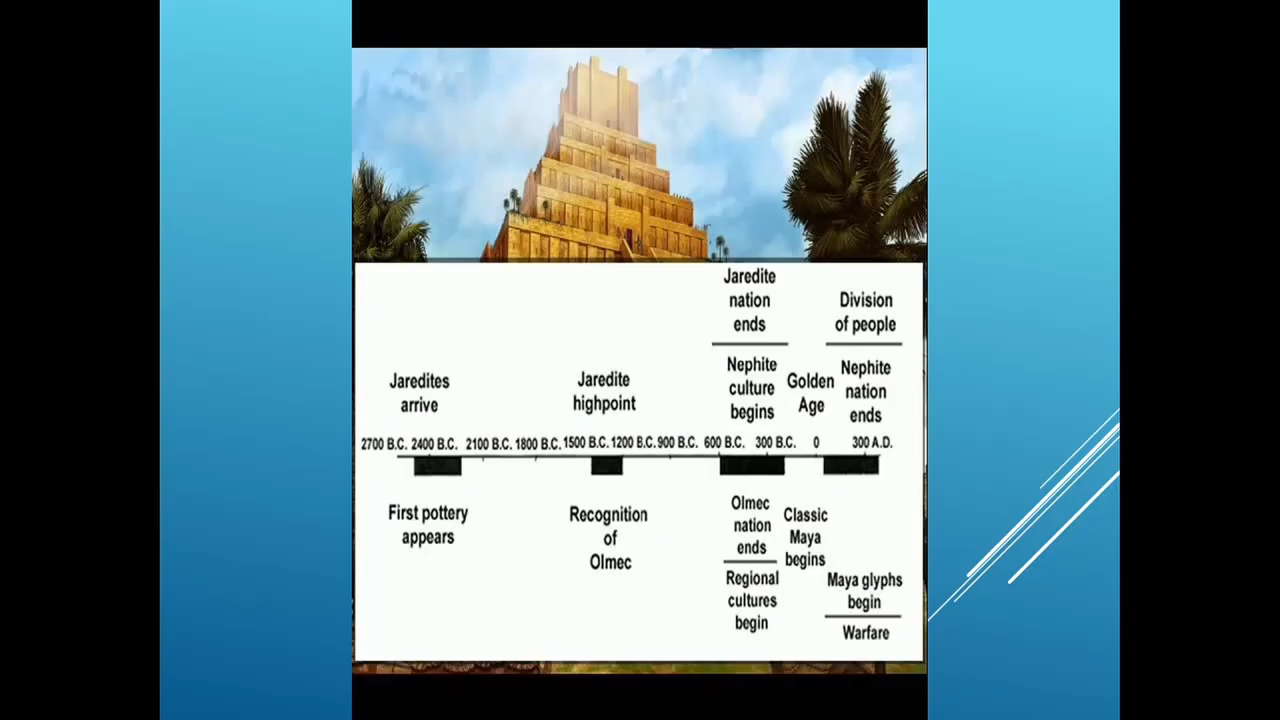 Jaredite
nation
ends
Division
of people
Nephite
culture
begins
Golden
Age
Nephite
nation
ends
Jaredites
arrive
Jaredite
highpoint
2700 B.C. 2400 B.C. 2100 B.C. 1800 B.C. 1500 B.C. 1200 B.C. 900 B.C. 600 B.C. 300 B.C. 0 300 A.D.
First pottery
appears
Recognition
of
Olmec
Olmec
nation
ends
Regional
cultures
begin
Classic
Maya
begins
Maya glyphs
begin
Warfare